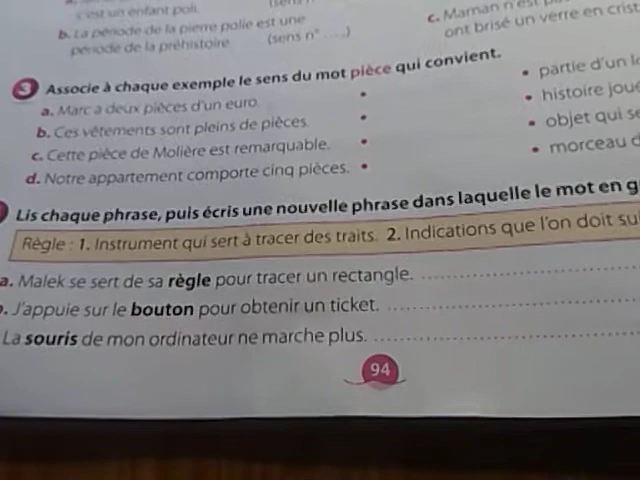 c'est un enfant poli.
b. La période de la pierre polie est une
période de la préhistoire. (sens n° ....)
c. Maman n'est
ont brisé un verre en crist
3 Associe à chaque exemple le sens du mot pièce qui convient.
a. Marc a deux pièces d'un euro.
b. Ces vêtements sont pleins de pièces.
c. Cette pièce de Molière est remarquable.
d. Notre appartement comporte cinq pièces.
• partie d'un
• histoire joué
• objet qui se
• morceau d
Lis chaque phrase, puis écris une nouvelle phrase dans laquelle le mot en g
Règle : 1. Instrument qui sert à tracer des traits. 2. Indications que l'on doit sui
a. Malek se sert de sa règle pour tracer un rectangle.
. J'appuie sur le bouton pour obtenir un ticket.
La souris de mon ordinateur ne marche plus.
94